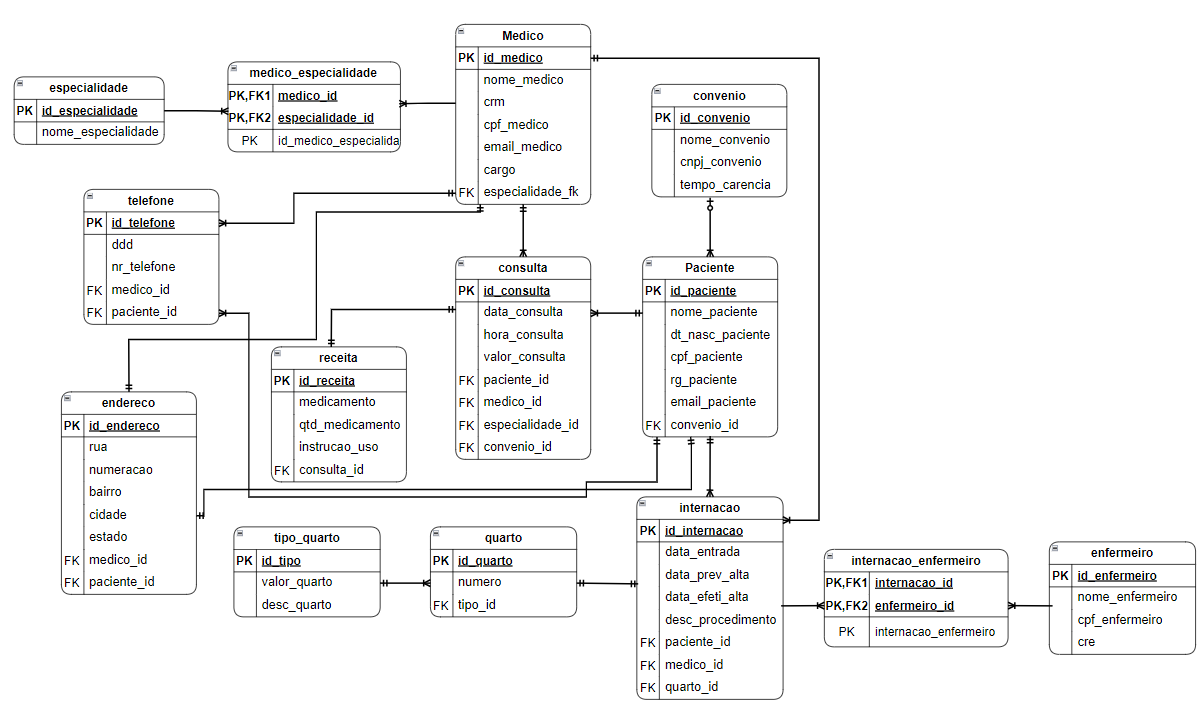 Medico
PK id_medico
nome_medico
crm
cpf_medico
email_medico
cargo
FK especialidade_fk
especialidade
PK id_especialidade
nome_especialidade
medico_especialidade
PK,FK1 medico_id
PK,FK2 especialidade_id
PK id_medico_especialida
convenio
PK id_convenio
nome_convenio
cnpj_convenio
tempo_carencia
telefone
PK id_telefone
ddd
nr_telefone
FK medico_id
FK paciente_id
consulta
PK id_consulta
data_consulta
hora_consulta
valor_consulta
FK paciente_id
FK medico_id
FK especialidade_id
FK convenio_id
Paciente
PK id_paciente
nome_paciente
dt_nasc_paciente
cpf_paciente
rg_paciente
email_paciente
FK convenio_id
receita
PK id_receita
medicamento
qtd_medicamento
instrucao_uso
FK consulta_id
endereco
PK id_endereco
rua
numeracao
bairro
cidade
estado
FK medico_id
FK paciente_id
tipo_quarto
PK id_tipo
valor_quarto
desc_quarto
quarto
PK id_quarto
numero
FK tipo_id
internacao
PK id_internacao
data_entrada
data_prev_alta
data_efeti_alta
desc_procedimento
FK paciente_id
FK medico_id
FK quarto_id
internacao_enfermeiro
PK,FK1 internacao_id
PK,FK2 enfermeiro_id
PK internacao_enfermeiro
enfermeiro
PK id_enfermeiro
nome_enfermeiro
cpf_enfermeiro
cre